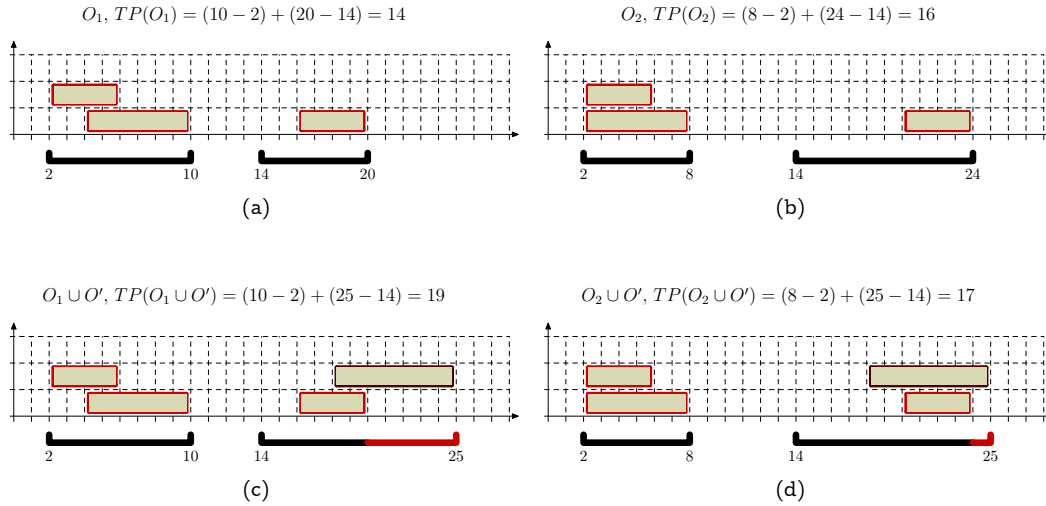 O₁, TP(O₁) = (10 − 2) + (20 − 14) = 14
2 10 14 20
(a)
O₂, TP(O₂) = (8 − 2) + (24 − 14) = 16
2 8 14 24
(b)
O₁ ∪ O′, TP(O₁ ∪ O′) = (10 − 2) + (25 − 14) = 19
2 10 14 25
(c)
O₂ ∪ O′, TP(O₂ ∪ O′) = (8 − 2) + (25 − 14) = 17
2 8 14 25
(d)